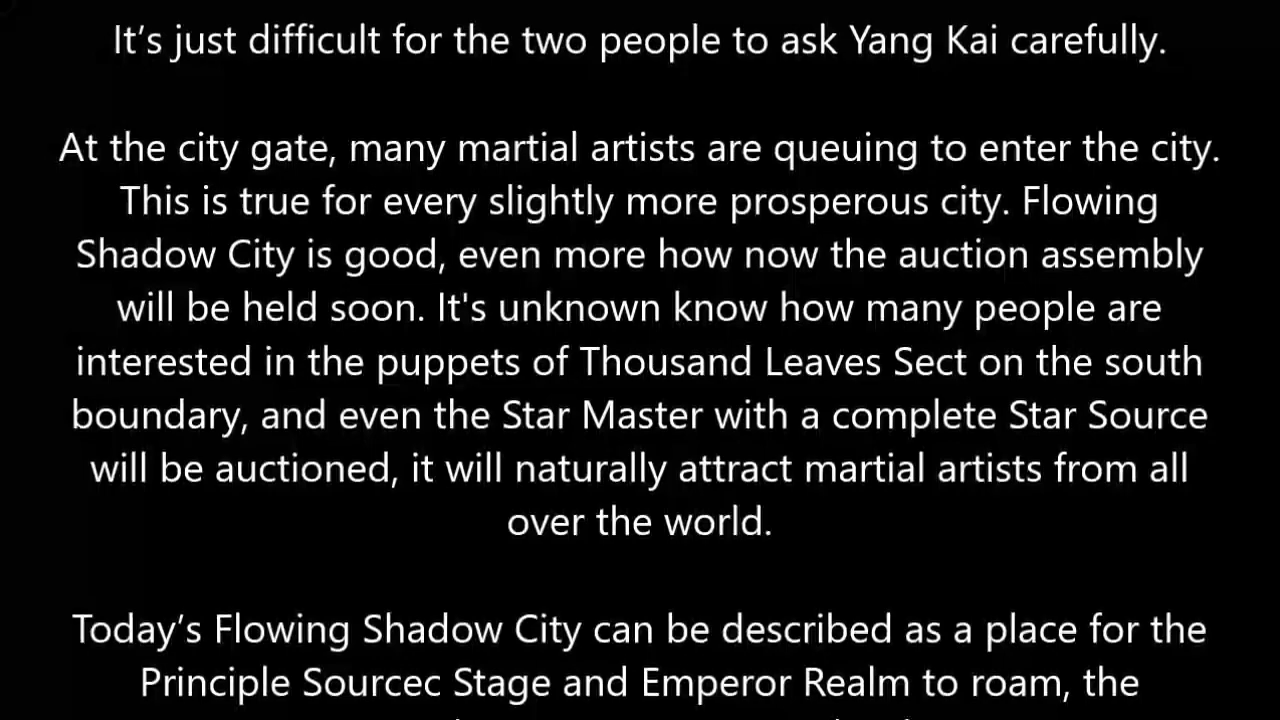 It’s just difficult for the two people to ask Yang Kai carefully.
At the city gate, many martial artists are queuing to enter the city.
This is true for every slightly more prosperous city. Flowing
Shadow City is good, even more how now the auction assembly
will be held soon. It's unknown know how many people are
interested in the puppets of Thousand Leaves Sect on the south
boundary, and even the Star Master with a complete Star Source
will be auctioned, it will naturally attract martial artists from all
over the world.
Today’s Flowing Shadow City can be described as a place for the
Principle Sourcec Stage and Emperor Realm to roam, the